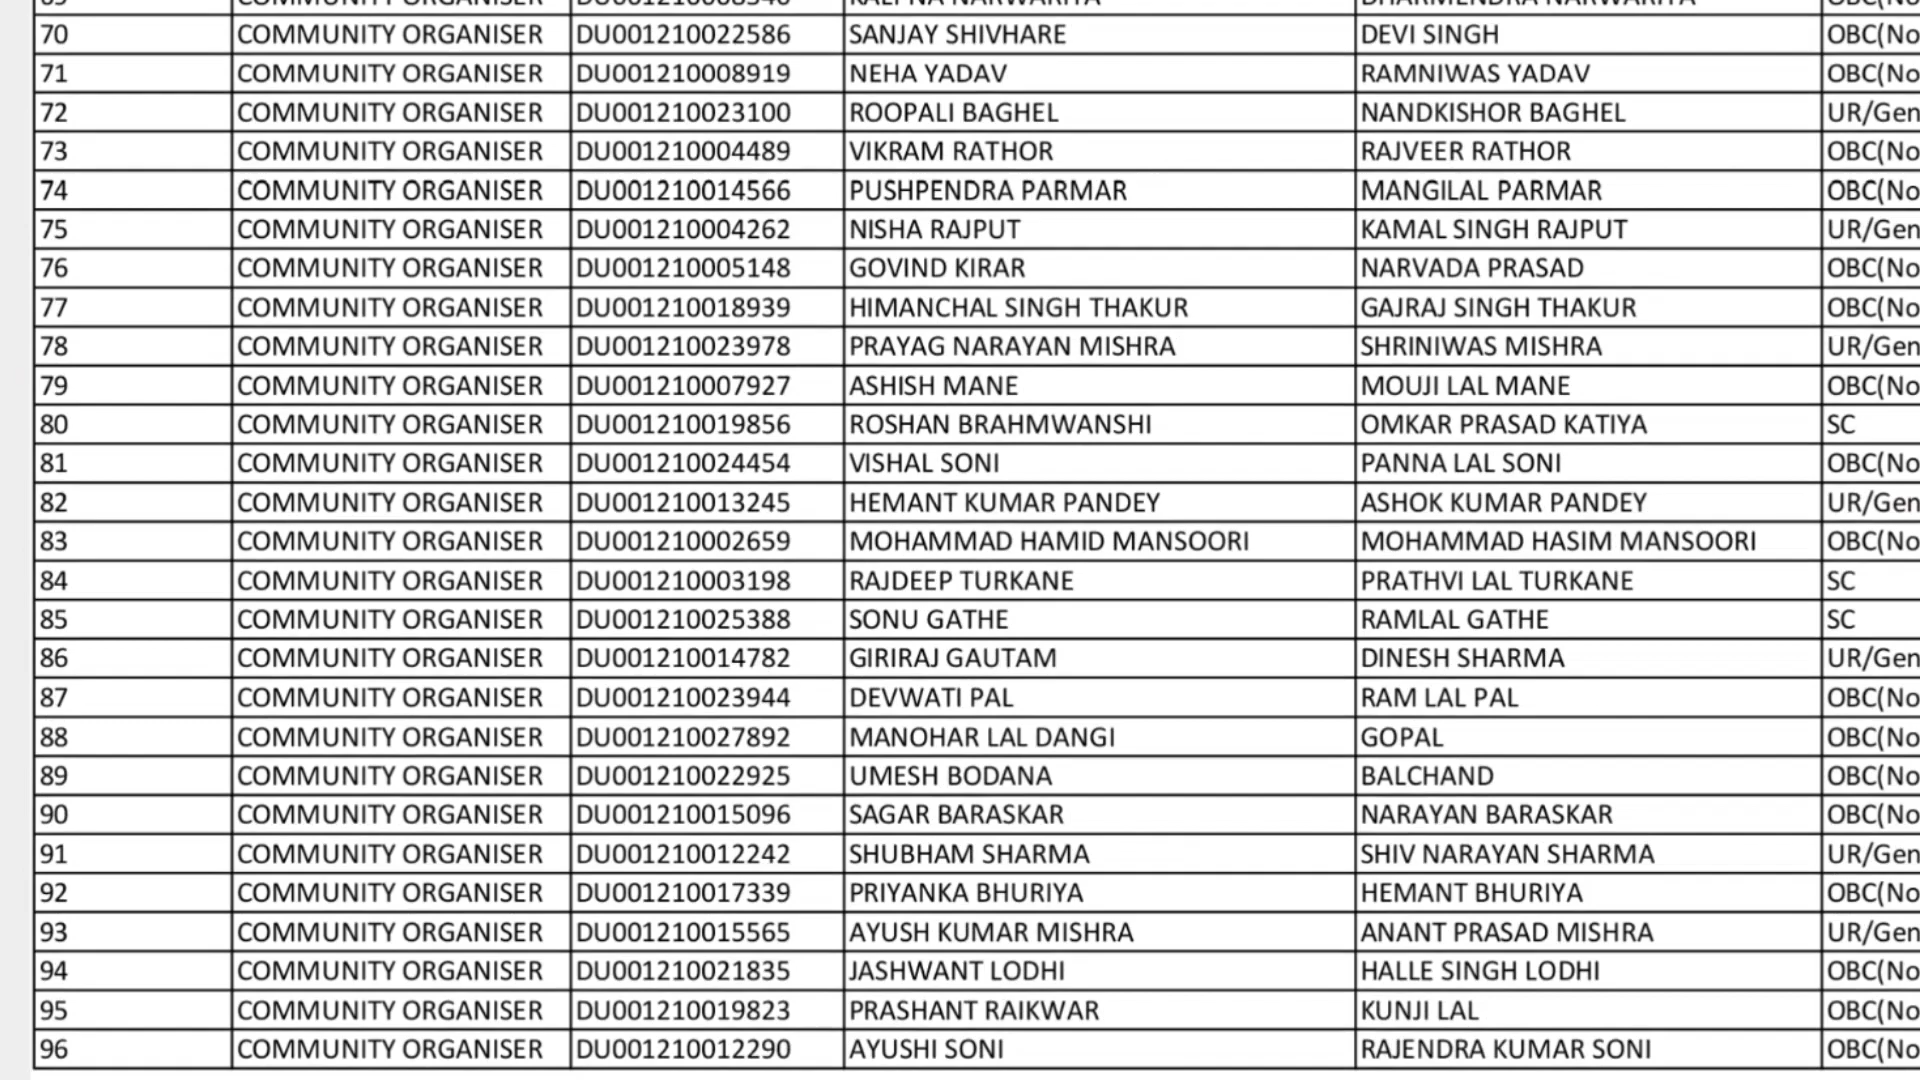 70 COMMUNITY ORGANISER DU001210022586 SANJAY SHIVHARE DEVI SINGH OBC(No
71 COMMUNITY ORGANISER DU001210008919 NEHA YADAV RAMNIWAS YADAV OBC(No
72 COMMUNITY ORGANISER DU001210023100 ROOPALI BAGHEL NANDKISHOR BAGHEL UR/Gen
73 COMMUNITY ORGANISER DU001210004489 VIKRAM RATHOR RAJVEER RATHOR OBC(No
74 COMMUNITY ORGANISER DU001210014566 PUSHPENDRA PARMAR MANGILAL PARMAR OBC(No
75 COMMUNITY ORGANISER DU001210004262 NISHA RAJPUT KAMAL SINGH RAJPUT UR/Gen
76 COMMUNITY ORGANISER DU001210005148 GOVIND KIRAR NARVADA PRASAD OBC(No
77 COMMUNITY ORGANISER DU001210018939 HIMANCHAL SINGH THAKUR GAJRAJ SINGH THAKUR OBC(No
78 COMMUNITY ORGANISER DU001210023978 PRAYAG NARAYAN MISHRA SHRINIWAS MISHRA UR/Gen
79 COMMUNITY ORGANISER DU001210007927 ASHISH MANE MOUJI LAL MANE OBC(No
80 COMMUNITY ORGANISER DU001210019856 ROSHAN BRAHMWANSHI OMKAR PRASAD KATIYA SC
81 COMMUNITY ORGANISER DU001210024454 VISHAL SONI PANNA LAL SONI OBC(No
82 COMMUNITY ORGANISER DU001210013245 HEMANT KUMAR PANDEY ASHOK KUMAR PANDEY UR/Gen
83 COMMUNITY ORGANISER DU001210002659 MOHAMMAD HAMID MANSOORI MOHAMMAD HASIM MANSOORI OBC(No
84 COMMUNITY ORGANISER DU001210003198 RAJDEEP TURKANE PRATHVI LAL TURKANE SC
85 COMMUNITY ORGANISER DU001210025388 SONU GATHE RAMLAL GATHE SC
86 COMMUNITY ORGANISER DU001210014782 GIRIRAJ GAUTAM DINESH SHARMA UR/Gen
87 COMMUNITY ORGANISER DU001210023944 DEVWATI PAL RAM LAL PAL OBC(No
88 COMMUNITY ORGANISER DU001210027892 MANOHAR LAL DANGI GOPAL OBC(No
89 COMMUNITY ORGANISER DU001210022925 UMESH BODANA BALCHAND OBC(No
90 COMMUNITY ORGANISER DU001210015096 SAGAR BARASKAR NARAYAN BARASKAR OBC(No
91 COMMUNITY ORGANISER DU001210012242 SHUBHAM SHARMA SHIV NARAYAN SHARMA UR/Gen
92 COMMUNITY ORGANISER DU001210017339 PRIYANKA BHURIYA HEMANT BHURIYA OBC(No
93 COMMUNITY ORGANISER DU001210015565 AYUSH KUMAR MISHRA ANANT PRASAD MISHRA UR/Gen
94 COMMUNITY ORGANISER DU001210021835 JASHWANT LODHI HALLE SINGH LODHI OBC(No
95 COMMUNITY ORGANISER DU001210019823 PRASHANT RAIKWAR KUNJI LAL OBC(No
96 COMMUNITY ORGANISER DU001210012290 AYUSHI SONI RAJENDRA KUMAR SONI OBC(No